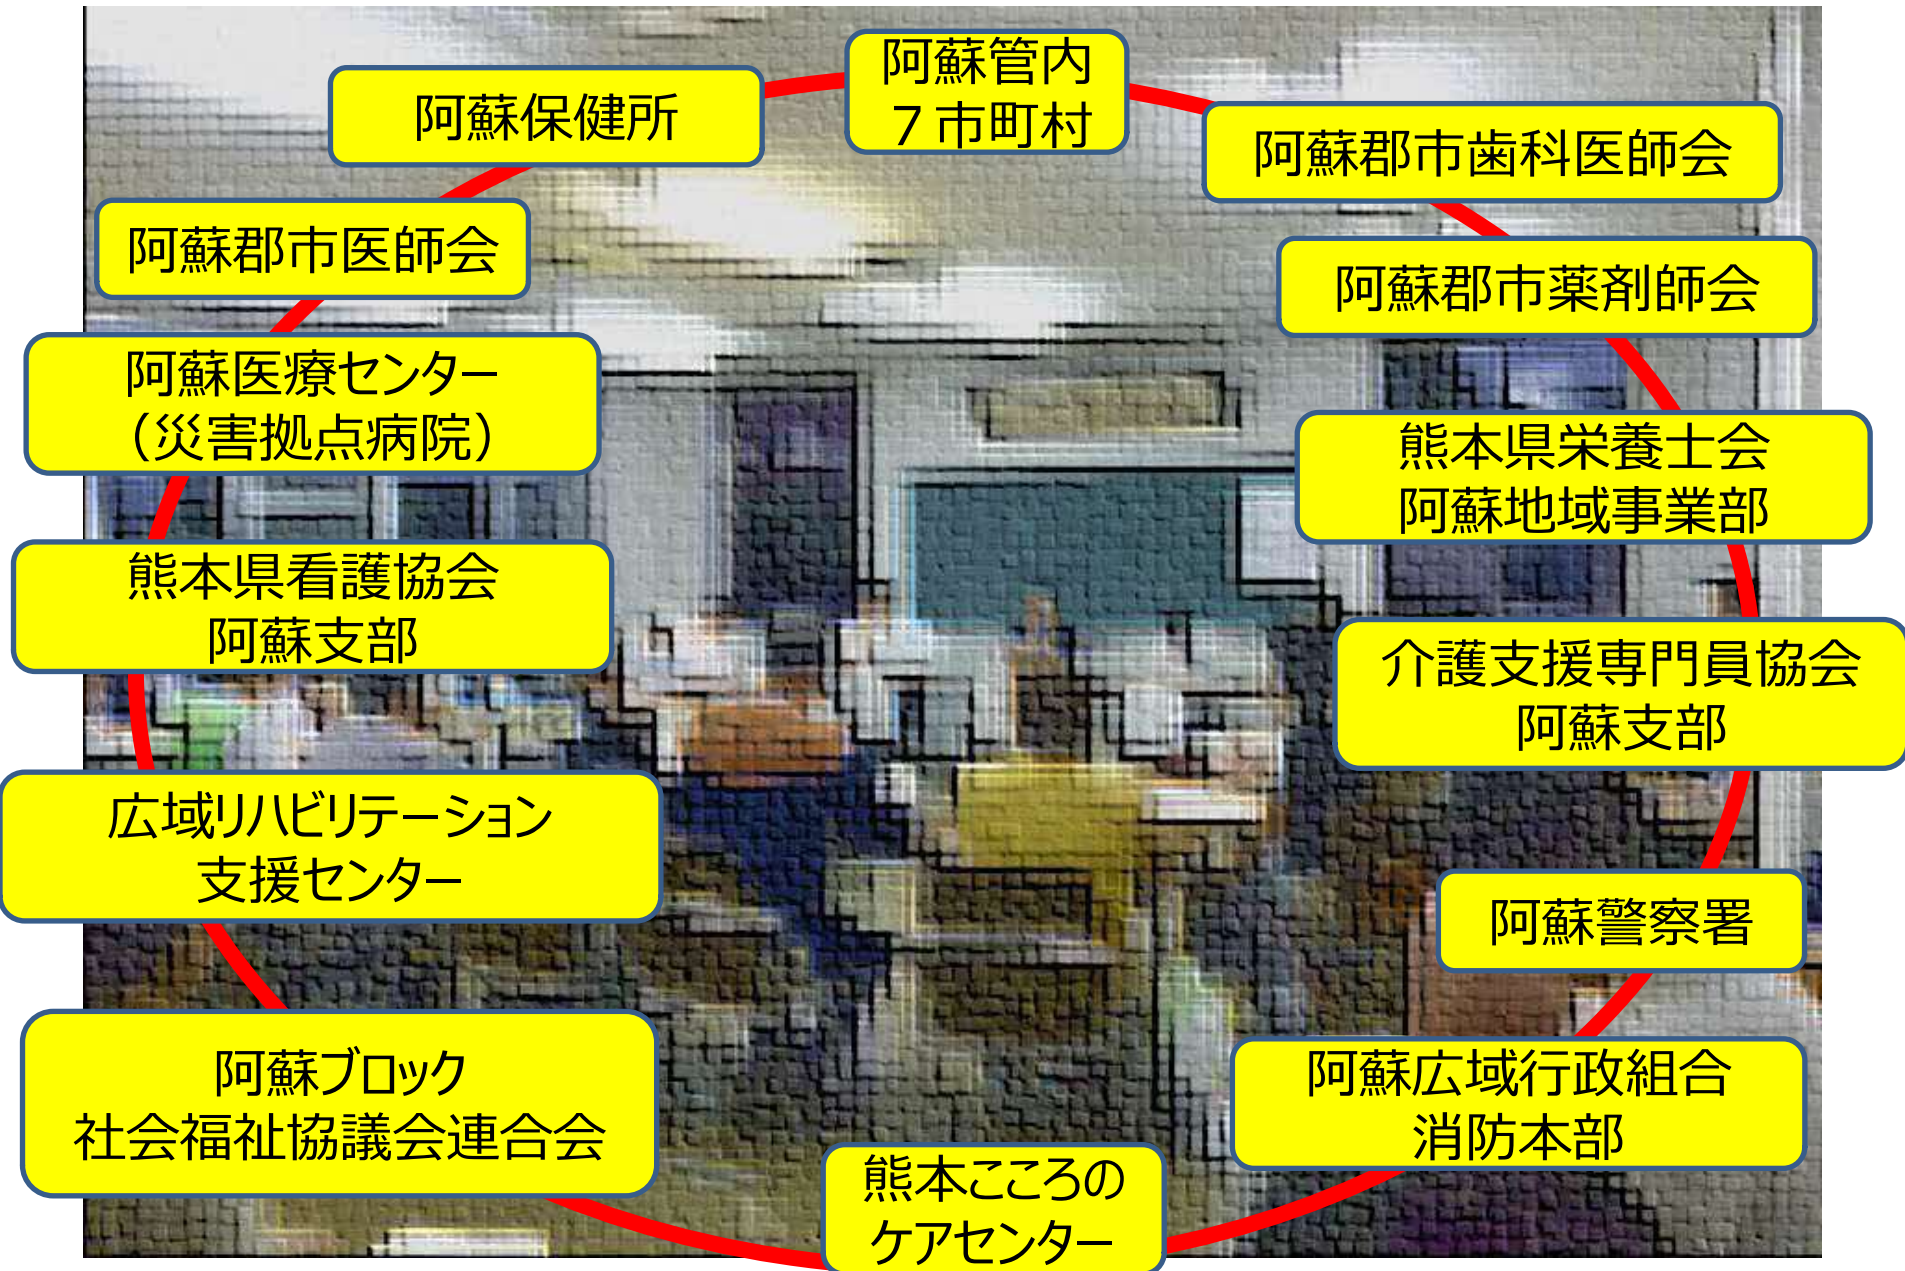 阿蘇管内
７市町村
阿蘇保健所
阿蘇郡市歯科医師会
阿蘇郡市医師会
阿蘇郡市薬剤師会
阿蘇医療センター
（災害拠点病院）
熊本県栄養士会
阿蘇地域事業部
熊本県看護協会
阿蘇支部
介護支援専門員協会
阿蘇支部
広域リハビリテーション
支援センター
阿蘇警察署
阿蘇ブロック
社会福祉協議会連合会
阿蘇広域行政組合
消防本部
熊本こころの
ケアセンター